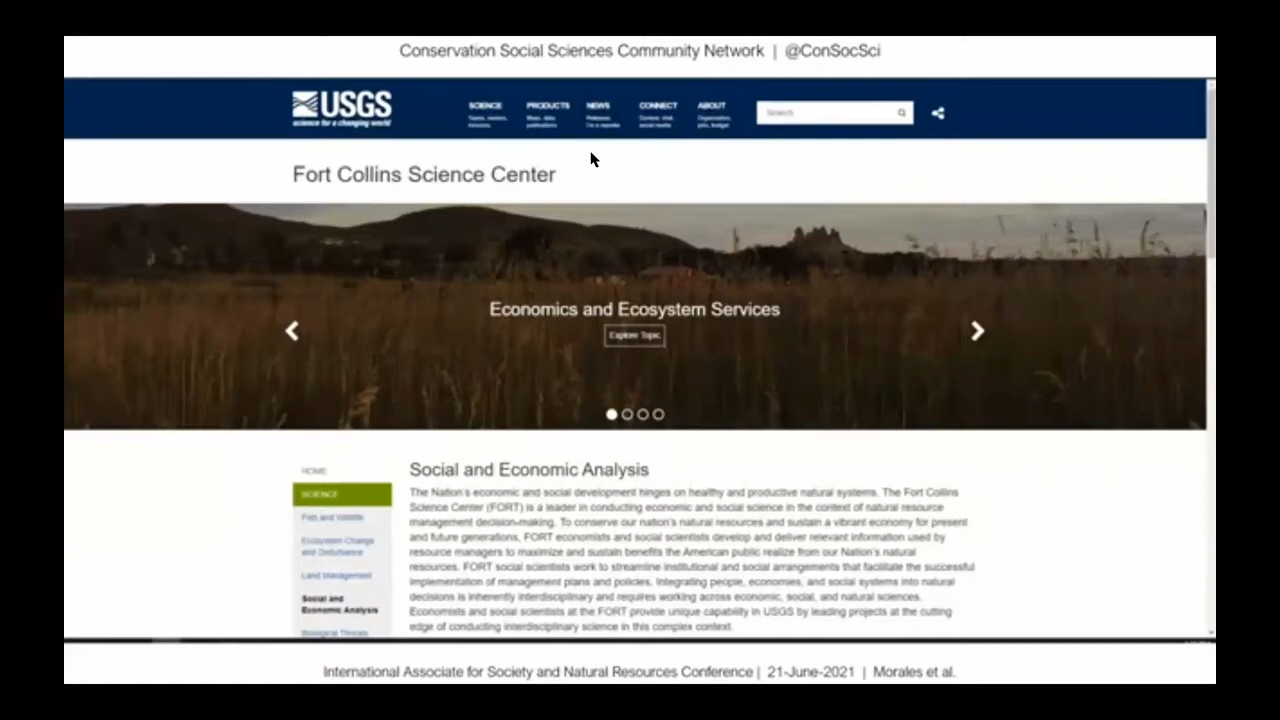 Conservation Social Sciences Community Network | @ConSocSci
USGS
science for a changing world
SCIENCE
PRODUCTS
NEWS
CONNECT
ABOUT
Search
Fort Collins Science Center
Economics and Ecosystem Services
Explore Topic
HOME
SCIENCE
Fish and Wildlife
Ecosystem Change
and Disturbance
Land Management
Social and
Economic Analysis
Biological Threats
Social and Economic Analysis
The Nation's economic and social development hinges on healthy and productive natural systems. The Fort Collins
Science Center (FORT) is a leader in conducting economic and social science in the context of natural resource
management decision-making. To conserve our nation's natural resources and sustain a vibrant economy for present
and future generations, FORT economists and social scientists develop and deliver relevant information used by
resource managers to maximize and sustain benefits the American public realize from our Nation's natural
resources. FORT social scientists work to streamline institutional and social arrangements that facilitate the successful
implementation of management plans and policies. Integrating people, economies, and social systems into natural
decisions is inherently interdisciplinary and requires working across economic, social, and natural sciences.
Economists and social scientists at the FORT provide unique capability in USGS by leading projects at the cutting
edge of conducting interdisciplinary science in this complex context.
International Associate for Society and Natural Resources Conference | 21-June-2021 | Morales et al.